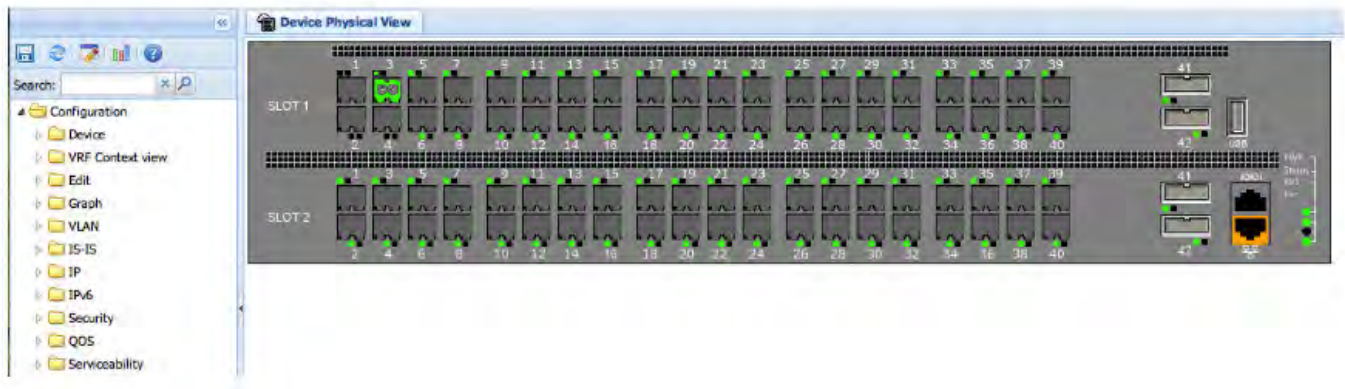 Device Physical View
Search:
Configuration
Device
VRF Context view
Edit
Graph
VLAN
IS-IS
IP
IPv6
Security
QOS
Serviceability
1 3 5 7 9 11 13 15 17 19 21 23 25 27 29 31 33 35 37 39 41
SLOT 1
2 4 6 8 10 12 14 16 18 20 22 24 26 28 30 32 34 36 38 40 42 USB
1 3 5 7 9 11 13 15 17 19 21 23 25 27 29 31 33 35 37 39 41
SLOT 2
2 4 6 8 10 12 14 16 18 20 22 24 26 28 30 32 34 16 38 40 42